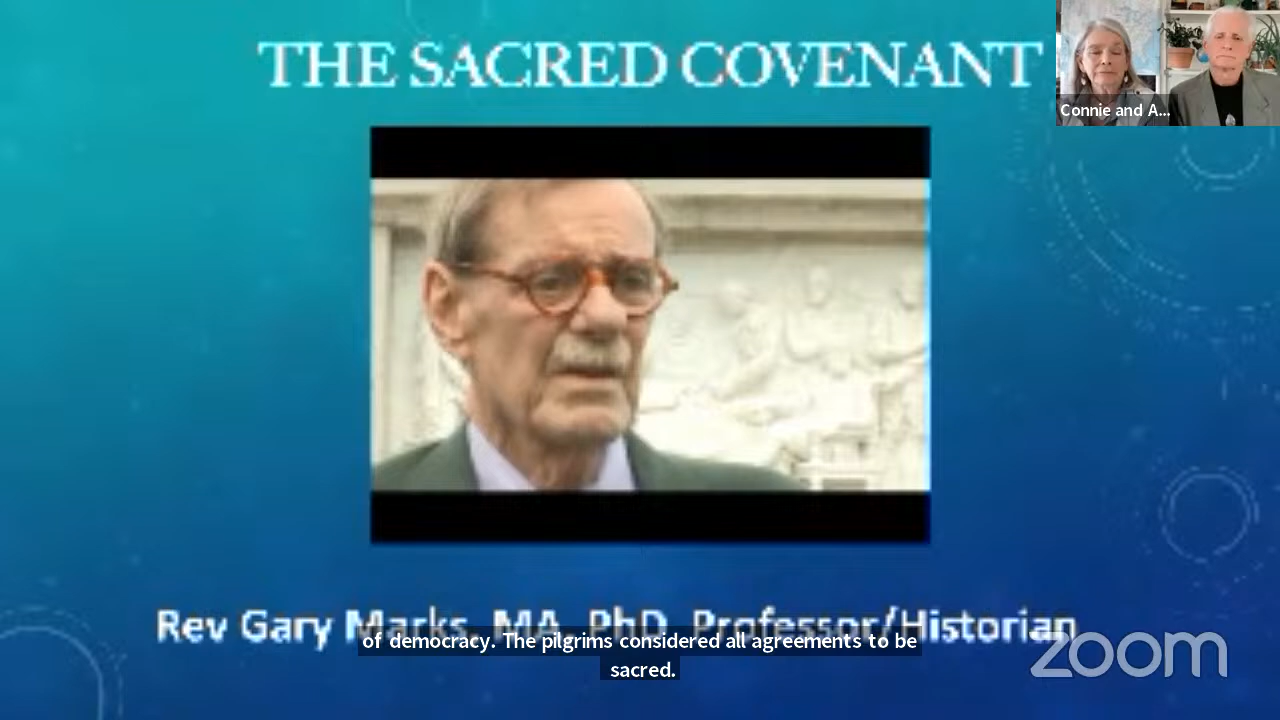 THE SACRED COVENANT
Connie and A...
Rev Gary Marks, MA, PhD, Professor/Historian
of democracy. The pilgrims considered all agreements to be
sacred.
zoom